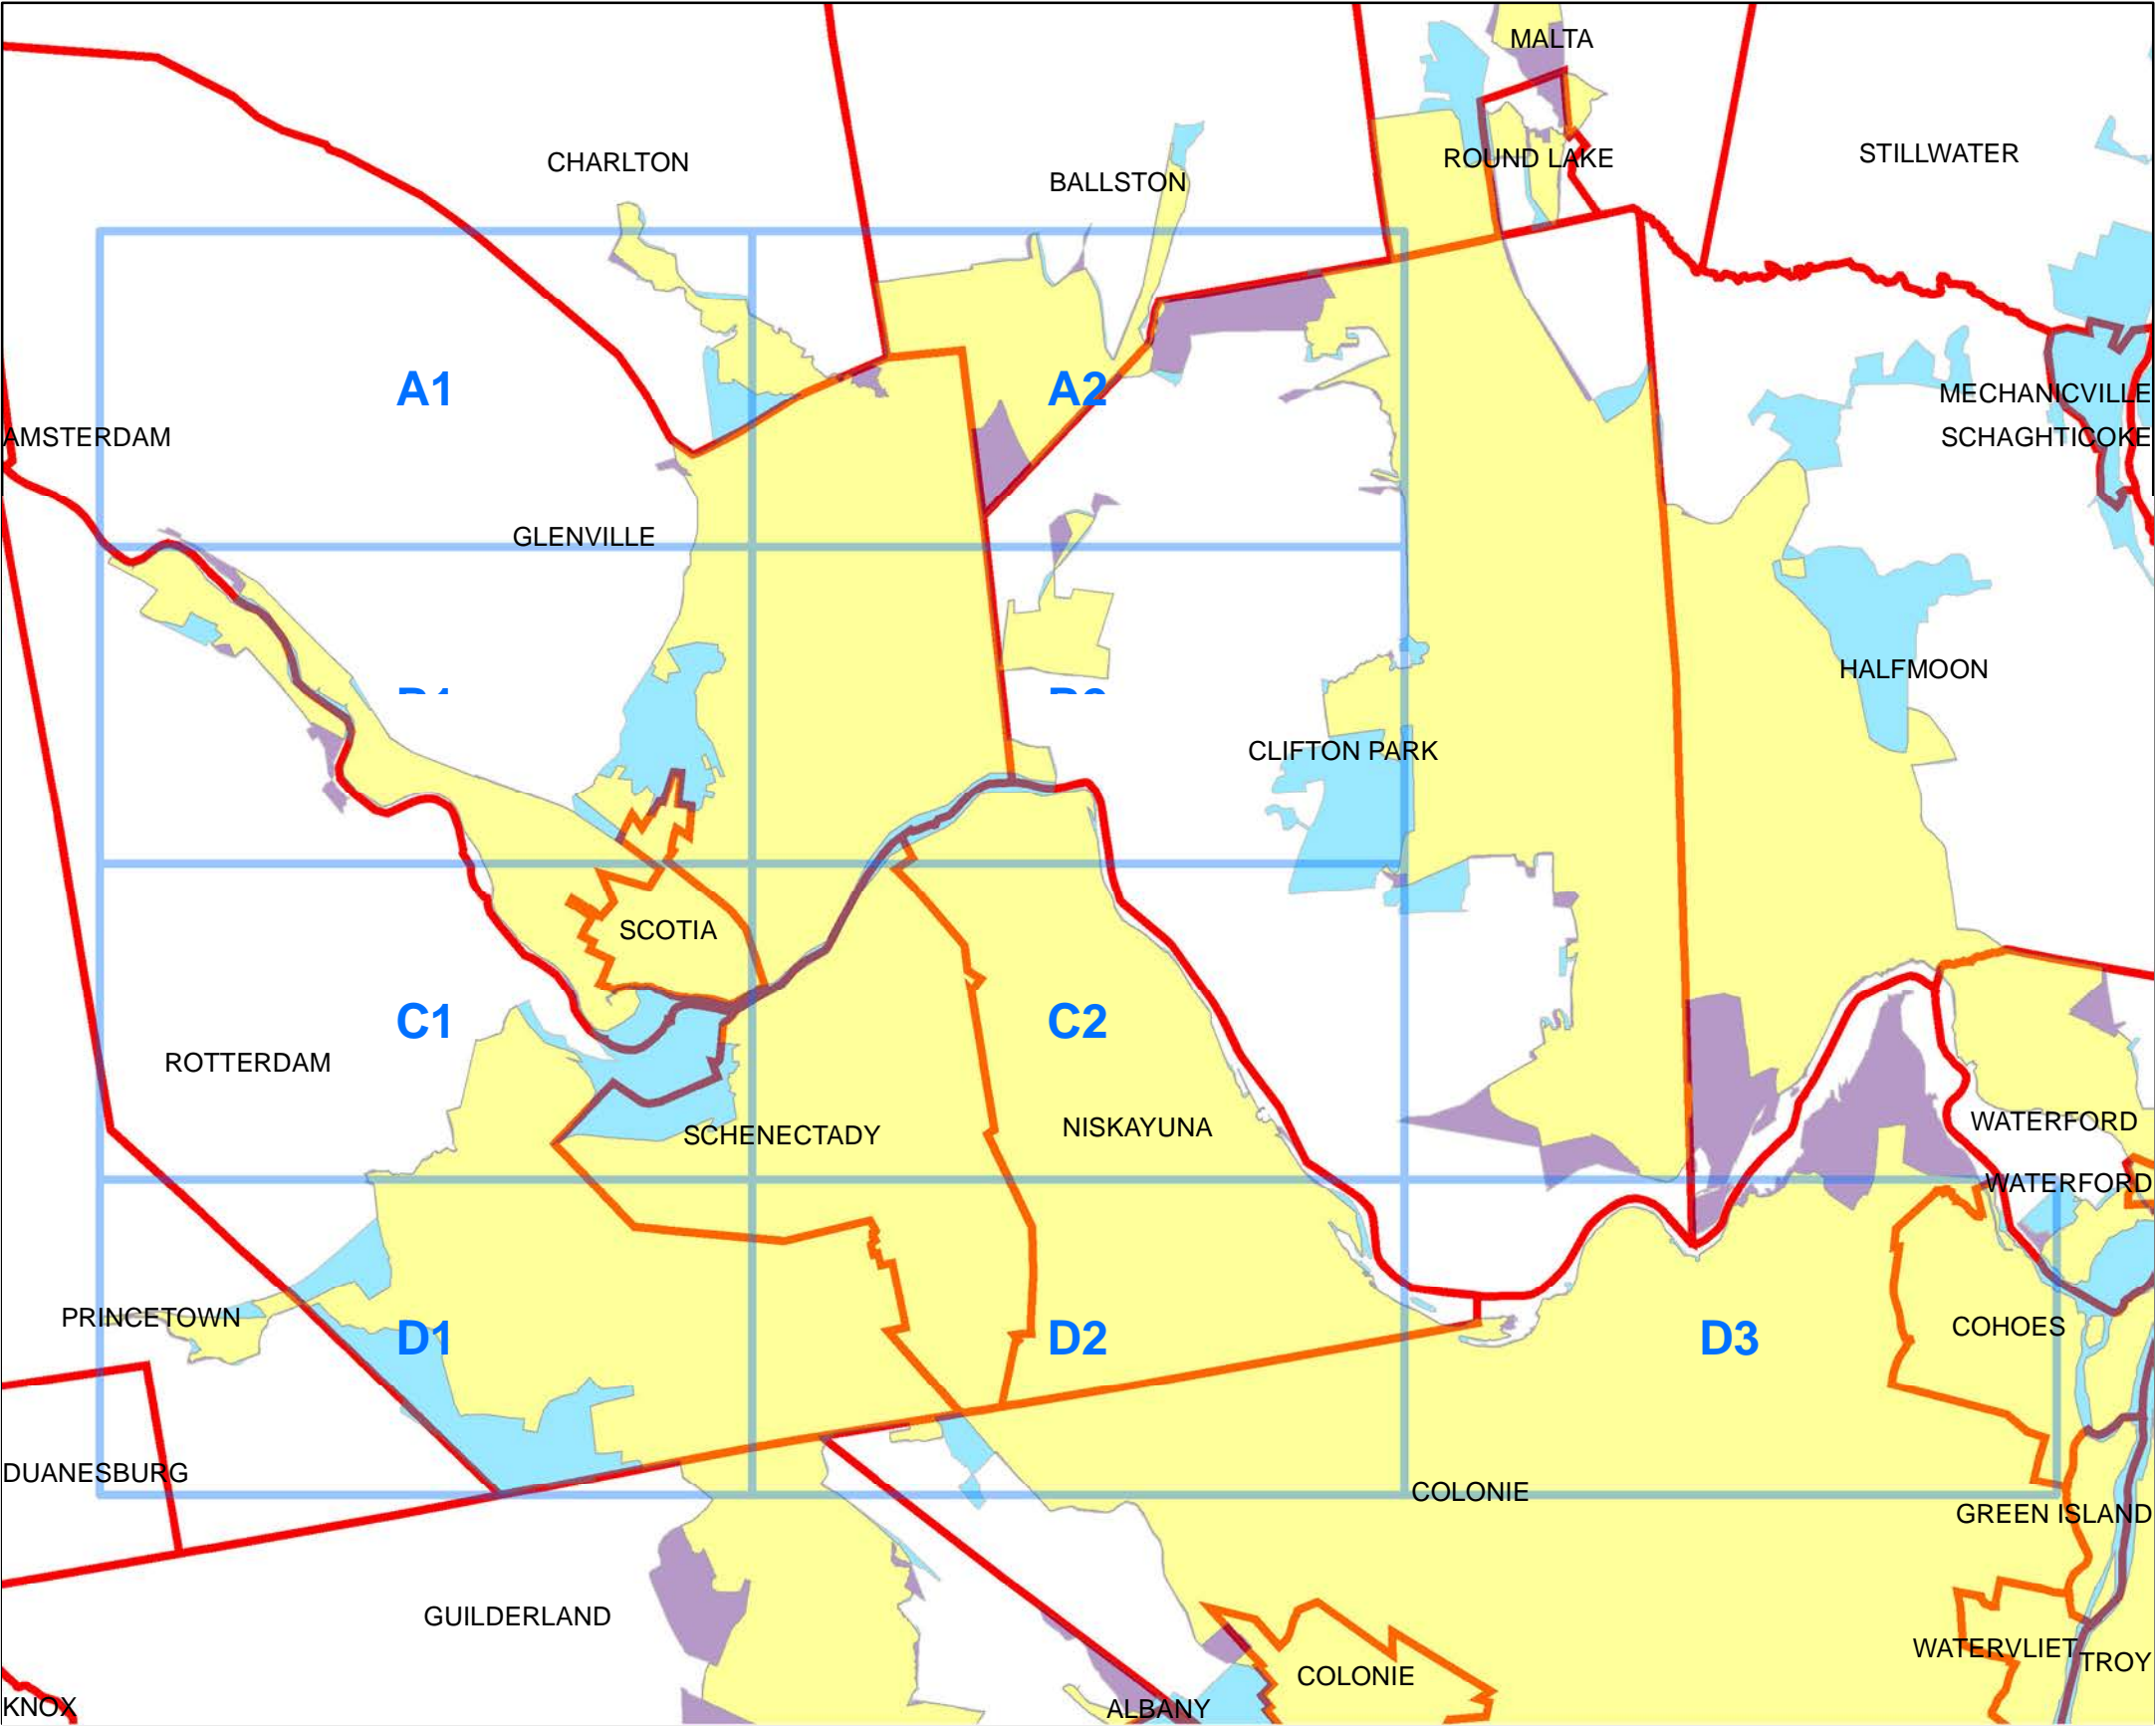 MALTA
CHARLTON
BALLSTON
ROUND LAKE
STILLWATER
A1
A2
MECHANICVILLE
AMSTERDAM
SCHAGHTICOKE
GLENVILLE
HALFMOON
CLIFTON PARK
SCOTIA
C1
C2
ROTTERDAM
SCHENECTADY
NISKAYUNA
WATERFORD
WATERFORD
PRINCETOWN
D1
D2
D3
COHOES
DUANESBURG
COLONIE
GREEN ISLAND
GUILDERLAND
WATERVLIET
TROY
COLONIE
KNOX
ALBANY